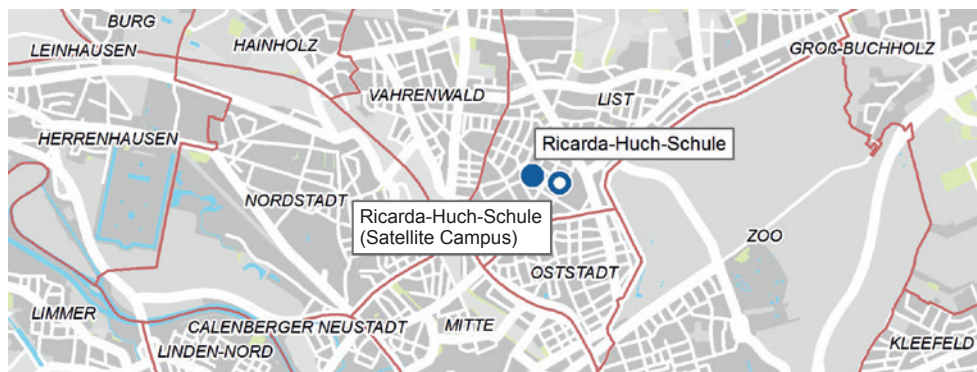 BURG
HAINHOLZ
LEINHAUSEN
GROß-BUCHHOLZ
VAHRENWALD
LIST
HERRENHAUSEN
Ricarda-Huch-Schule
NORDSTADT
Ricarda-Huch-Schule
(Satellite Campus)
ZOO
OSTSTADT
LIMMER
CALENBERGER NEUSTADT
MITTE
LINDEN-NORD
KLEEFELD